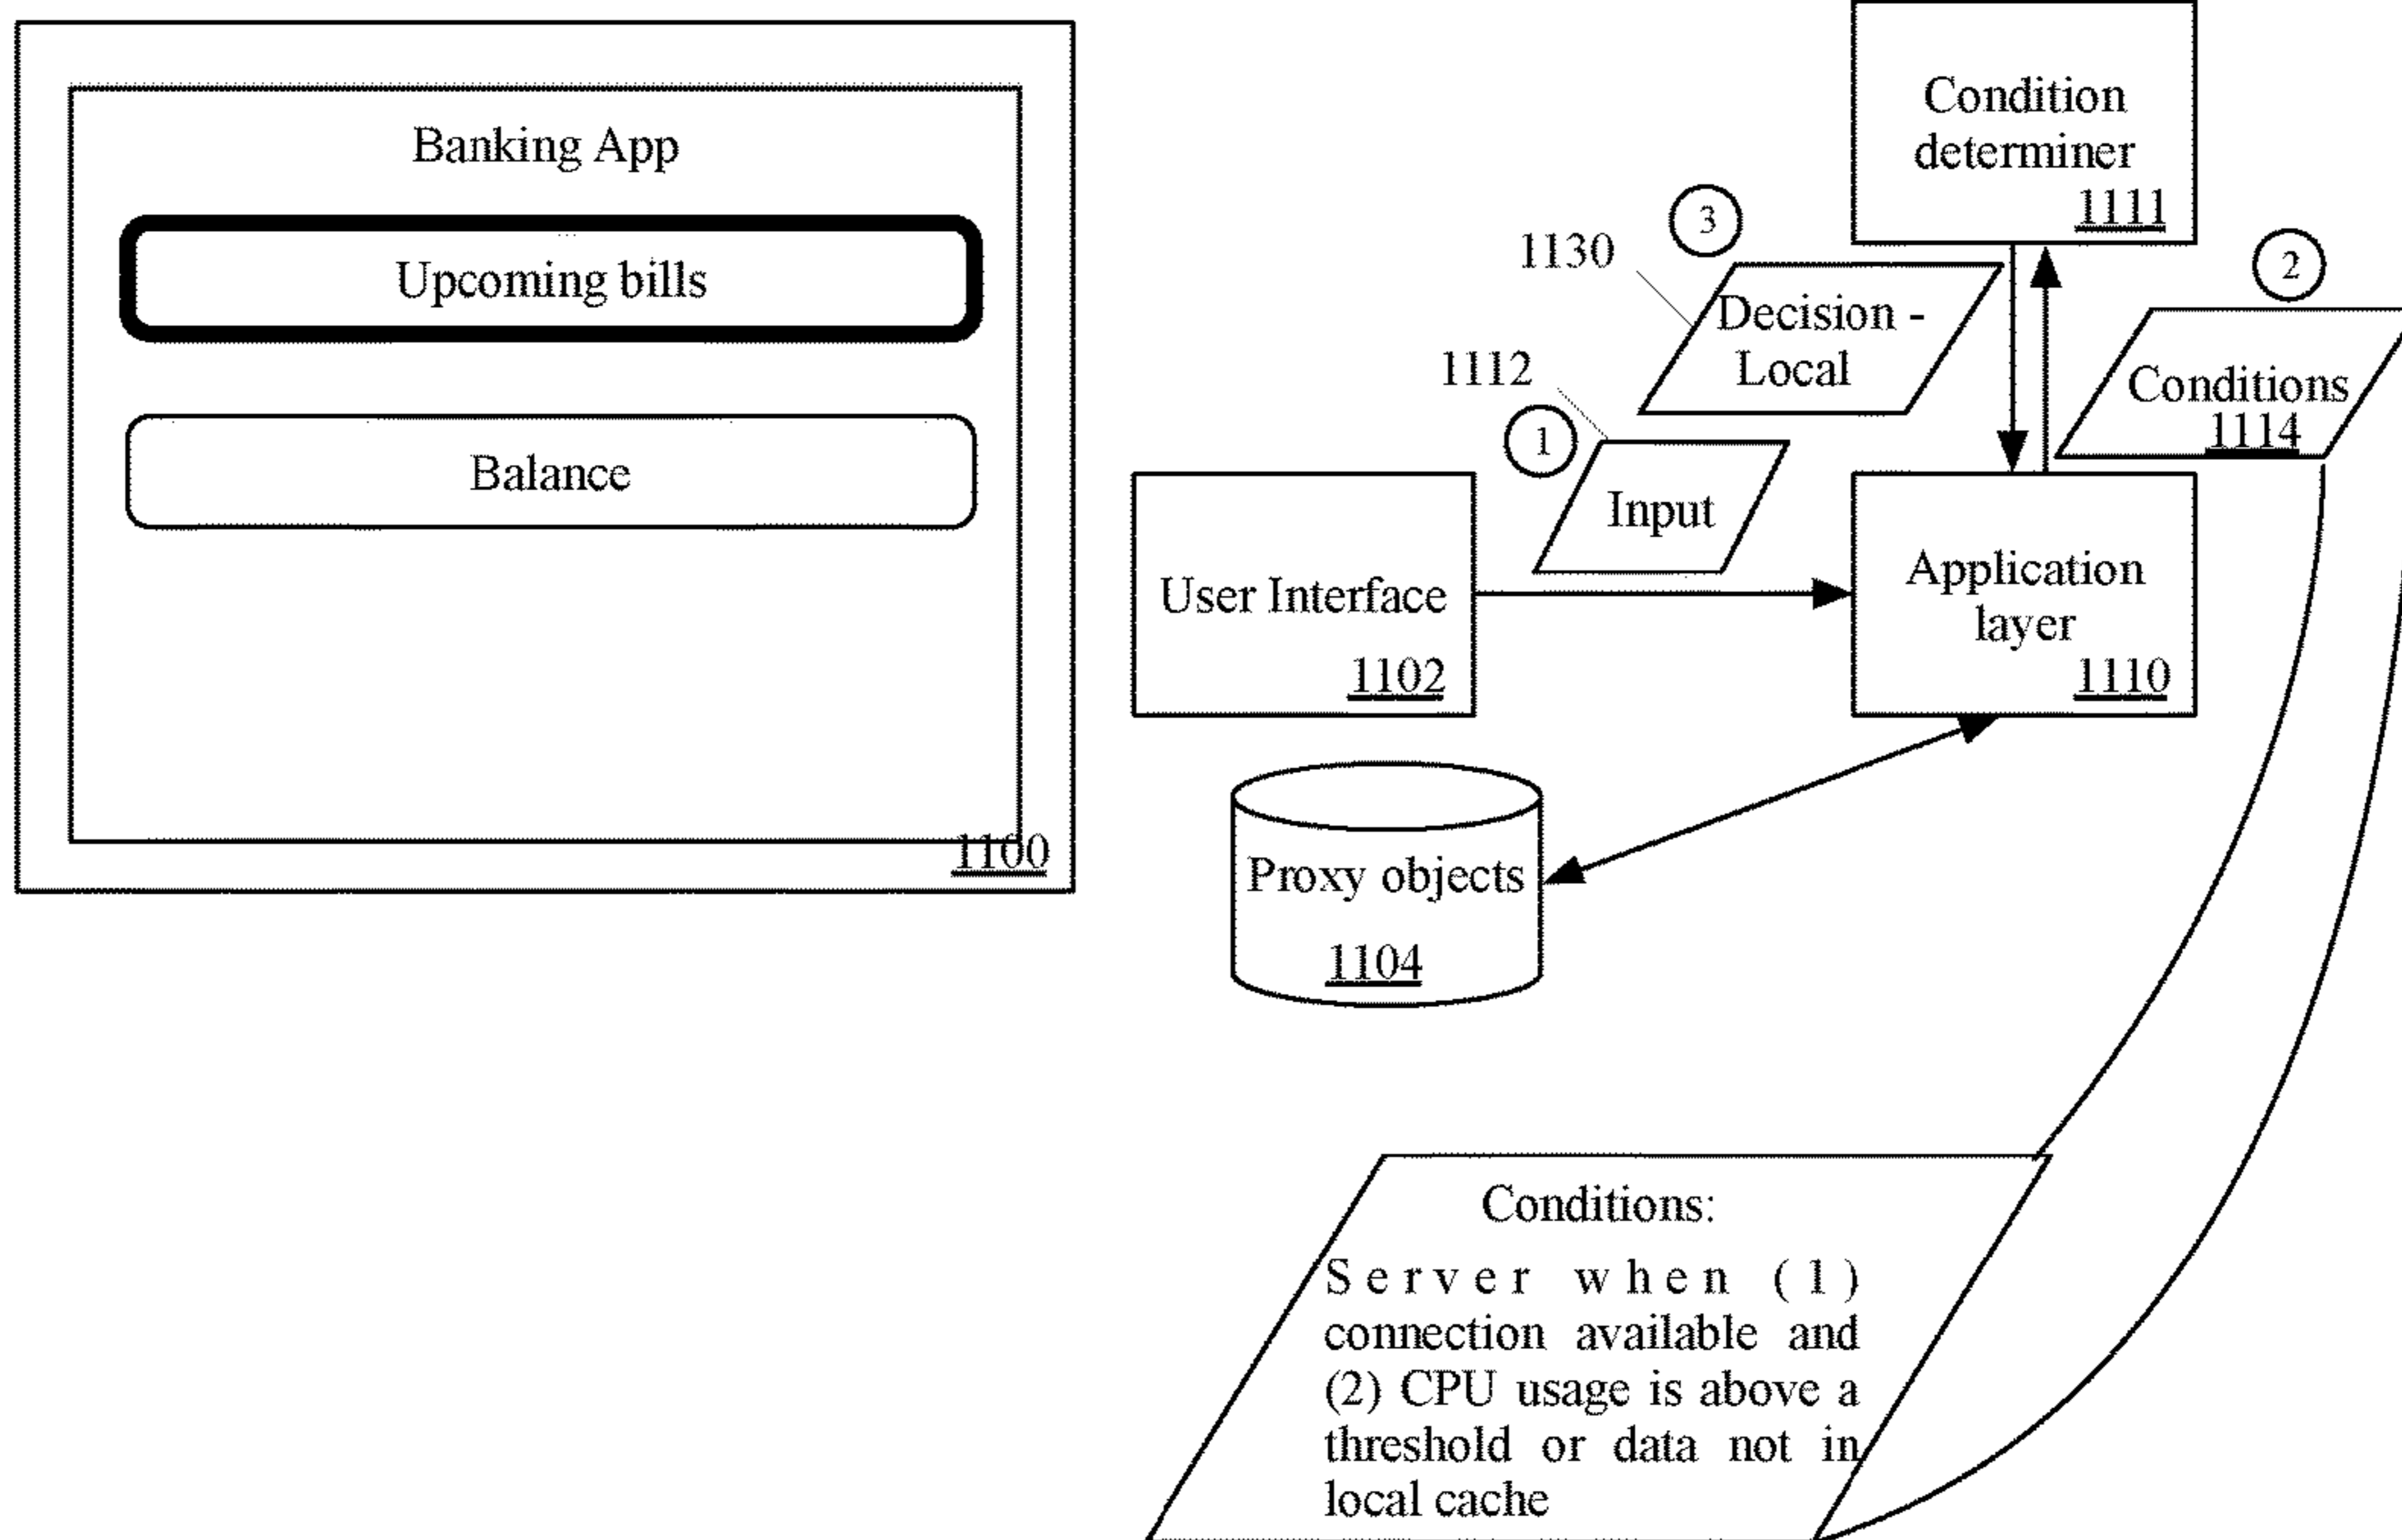 Banking App
Upcoming bills
Balance
1100
Condition
determiner
1111
3
1130
Decision -
Local
2
Conditions
1114
1112
1
Input
User Interface
1102
Application
layer
1110
Proxy objects
1104
Conditions:
Server when (1)
connection available and
(2) CPU usage is above a
threshold or data not in
local cache